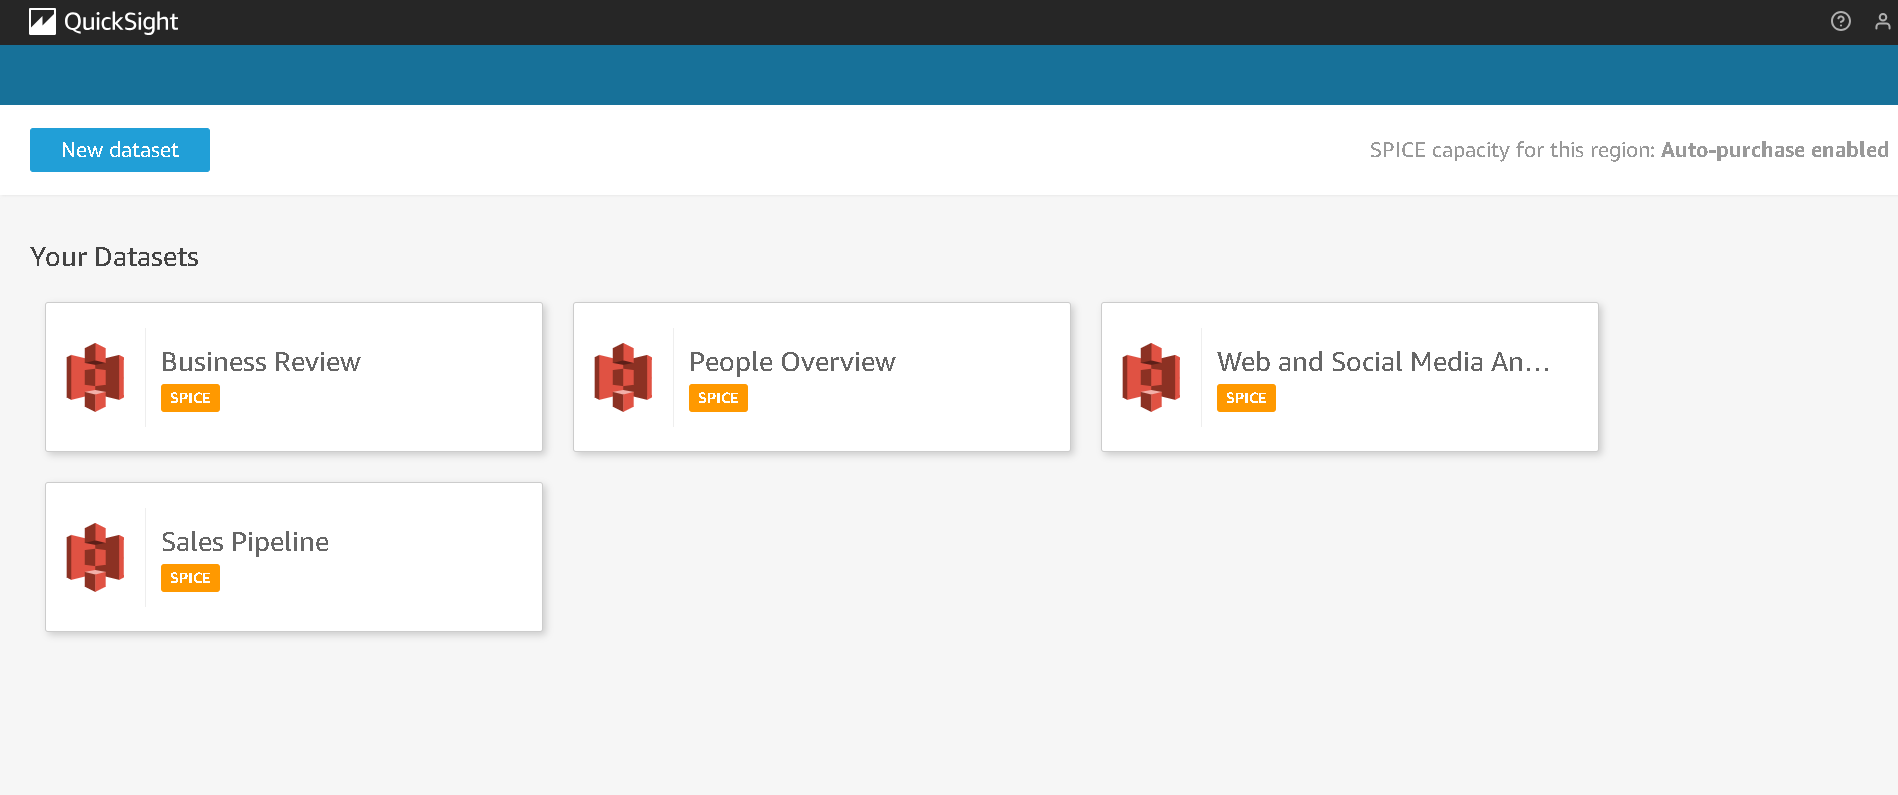 QuickSight
New dataset
SPICE capacity for this region: Auto-purchase enabled
Your Datasets
Business Review
SPICE
People Overview
SPICE
Web and Social Media An...
SPICE
Sales Pipeline
SPICE